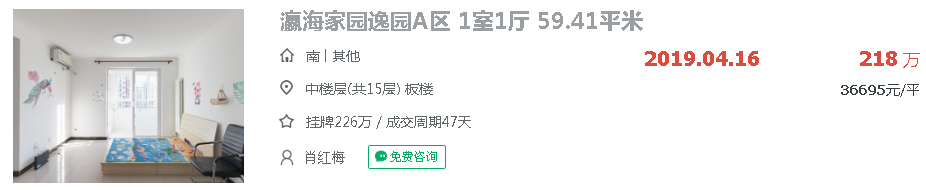 瀛海家园逸园A区 1室1厅 59.41平米
南 | 其他
2019.04.16
218 万
中楼层(共15层) 板楼
36695元/平
挂牌226万 / 成交周期47天
肖红梅
免费咨询